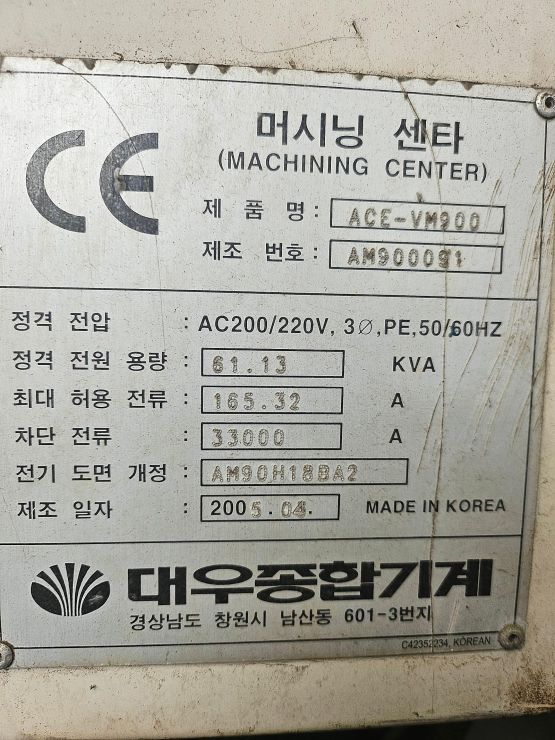 CE
머시닝 센타
(MACHINING CENTER)
제 품 명 : ACE-VM900
제조 번호 : AM900091
정격 전압 : AC200/220V, 3Ø,PE,50/60HZ
정격 전원 용량 : 61.13 KVA
최대 허용 전류 : 165.32 A
차단 전류 : 33000 A
전기 도면 개정 : AM90H18BA2
제조 일자 : 2005.04. MADE IN KOREA
대우종합기계
경상남도 창원시 남산동 601-3번지
C42352234, KOREAN